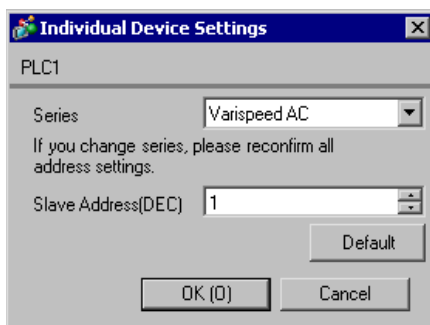 Individual Device Settings
PLC1
Series
Varispeed AC
If you change series, please reconfirm all
address settings.
Slave Address(DEC)
1
Default
OK (O)
Cancel